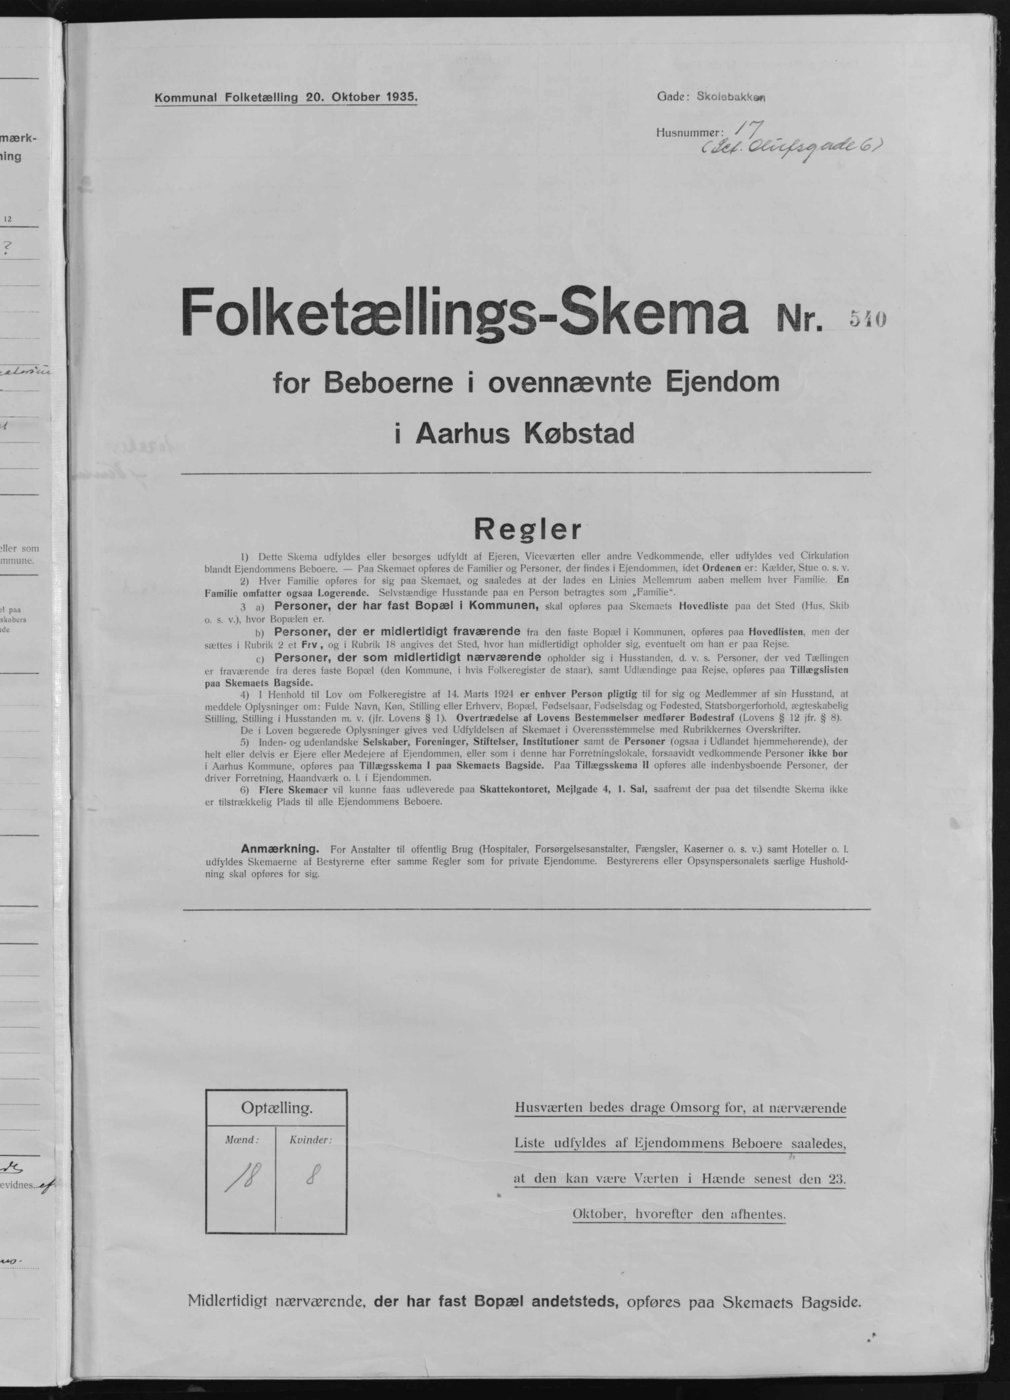 Kommunal Folketælling 20. Oktober 1935.
Gade: Skolebakken
Husnummer: 17
(Sct. Olufsgade 6)
Folketællings-Skema Nr. 540
for Beboerne i ovennævnte Ejendom
i Aarhus Købstad
Regler
1) Dette Skema udfyldes eller besørges udfyldt af Ejeren, Viceværten eller andre Vedkommende, eller udfyldes ved Cirkulation
blandt Ejendommens Beboere. — Paa Skemaet opføres de Familier og Personer, der findes i Ejendommen, idet Ordenen er: Kælder, Stue o. s. v.
2) Hver Familie opføres for sig paa Skemaet, og saaledes at der lades en Linies Mellemrum aaben mellem hver Familie. En
Familie omfatter ogsaa Logerende. Selvstændige Husstande paa en Person betragtes som „Familie“.
3 a) Personer, der har fast Bopæl i Kommunen, skal opføres paa Skemaets Hovedliste paa det Sted (Hus, Skib
o. s. v.), hvor Bopælen er.
b) Personer, der er midlertidigt fraværende fra den faste Bopæl i Kommunen, opføres paa Hovedlisten, men der
sættes i Rubrik 2 et Frv., og i Rubrik 18 angives det Sted, hvor han midlertidigt opholder sig, eventuelt om han er paa Rejse.
c) Personer, der som midlertidigt nærværende opholder sig i Husstanden, d. v. s. Personer, der ved Tællingen
er fraværende fra deres faste Bopæl (den Kommune, i hvis Folkeregister de staar), samt Udlændinge paa Rejse, opføres paa Tillægslisten
paa Skemaets Bagside.
4) I Henhold til Lov om Folkeregistre af 14. Marts 1924 er enhver Person pligtig til for sig og Medlemmer af sin Husstand, at
meddele Oplysninger om: Fulde Navn, Køn, Stilling eller Erhverv, Bopæl, Fødselsaar, Fødselsdag og Fødested, Statsborgerforhold, ægteskabelig
Stilling, Stilling i Husstanden m. v. (jfr. Lovens § 1). Overtrædelse af Lovens Bestemmelser medfører Bødestraf (Lovens § 12 jfr. § 8).
De i Loven begærede Oplysninger gives ved Udfyldelsen af Skemaet i Overensstemmelse med Rubrikkernes Overskrifter.
5) Inden- og udenlandske Selskaber, Foreninger, Stiftelser, Institutioner samt de Personer (ogsaa i Udlandet hjemmehørende), der
helt eller delvis er Ejere eller Medejere af Ejendommen, eller som i denne har Forretningslokale, forsaavidt vedkommende Personer ikke bor
i Aarhus Kommune, opføres paa Tillægsskema I paa Skemaets Bagside. Paa Tillægsskema II opføres alle indenbysboende Personer, der
driver Forretning, Haandværk o. l. i Ejendommen.
6) Flere Skemaer vil kunne faas udleverede paa Skattekontoret, Mejlgade 4, 1. Sal, saafremt der paa det tilsendte Skema ikke
er tilstrækkelig Plads til alle Ejendommens Beboere.
Anmærkning. For Anstalter til offentlig Brug (Hospitaler, Forsørgelsesanstalter, Fængsler, Kaserner o. s. v.) samt Hoteller o. l.
udfyldes Skemaerne af Bestyrerne efter samme Regler som for private Ejendomme. Bestyrerens eller Opsynspersonalets særlige Hushold-
ning skal opføres for sig.
Optælling.
Mænd: Kvinder:
18 8
Husværten bedes drage Omsorg for, at nærværende
Liste udfyldes af Ejendommens Beboere saaledes,
at den kan være Værten i Hænde senest den 23.
Oktober, hvorefter den afhentes.
Midlertidigt nærværende, der har fast Bopæl andetsteds, opføres paa Skemaets Bagside.